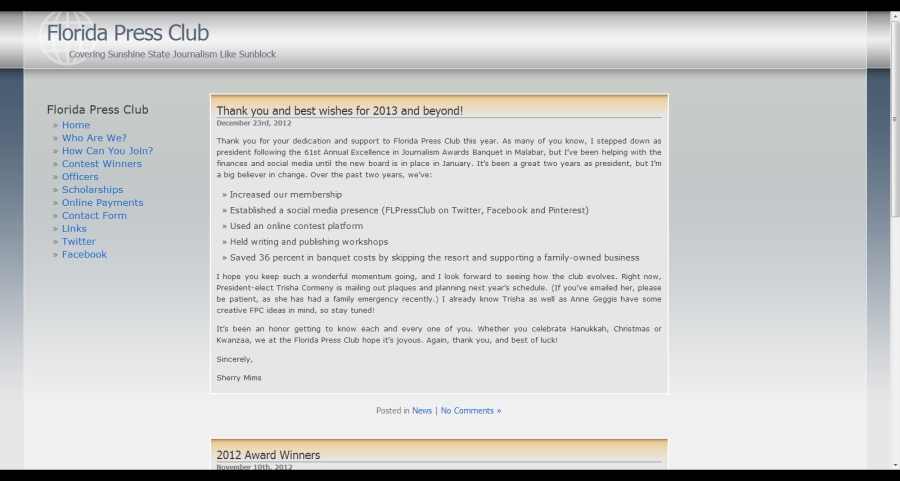 Florida Press Club
Covering Sunshine State Journalism Like Sunblock
Florida Press Club
» Home
» Who Are We?
» How Can You Join?
» Contest Winners
» Officers
» Scholarships
» Online Payments
» Contact Form
» Links
» Twitter
» Facebook
Thank you and best wishes for 2013 and beyond!
December 23rd, 2012
Thank you for your dedication and support to Florida Press Club this year. As many of you know, I stepped down as
president following the 61st Annual Excellence in Journalism Awards Banquet in Malabar, but I've been helping with the
finances and social media until the new board is in place in January. It's been a great two years as president, but I'm
a big believer in change. Over the past two years, we've:
» Increased our membership
» Established a social media presence (FLPressClub on Twitter, Facebook and Pinterest)
» Used an online contest platform
» Held writing and publishing workshops
» Saved 36 percent in banquet costs by skipping the resort and supporting a family-owned business
I hope you keep such a wonderful momentum going, and I look forward to seeing how the club evolves. Right now,
President-elect Trisha Cormeny is mailing out plaques and planning next year's schedule. (If you've emailed her, please
be patient, as she has had a family emergency recently.) I already know Trisha as well as Anne Geggis have some
creative FPC ideas in mind, so stay tuned!
It's been an honor getting to know each and every one of you. Whether you celebrate Hanukkah, Christmas or
Kwanzaa, we at the Florida Press Club hope it's joyous. Again, thank you, and best of luck!
Sincerely,
Sherry Mims
Posted in News | No Comments »
2012 Award Winners
November 10th, 2012